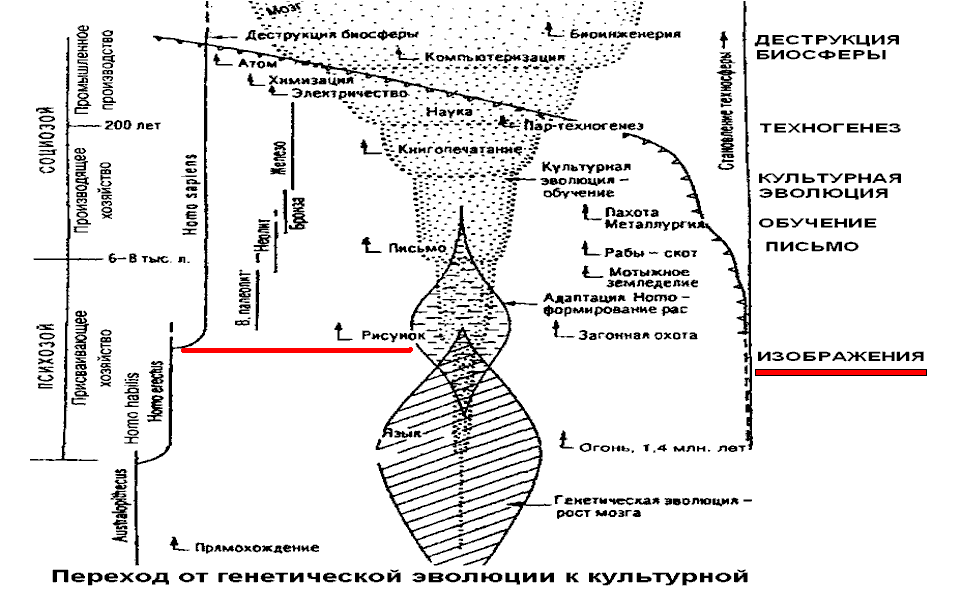 Мозг
Деструкция биосферы
Биоинженерия
ДЕСТРУКЦИЯ
БИОСФЕРЫ
Атом
Компьютеризация
Химизация
Электричество
Промышленное
производство
Становление техносферы
Наука
Пар-техногенез
200 лет
ТЕХНОГЕНЕЗ
СОЦИОЗОЙ
Книгопечатание
Культурная
эволюция –
обучение
КУЛЬТУРНАЯ
ЭВОЛЮЦИЯ
Производящее
хозяйство
Homo sapiens
Железо
Бронза
Неолит
В. палеолит
Пахота
Металлургия
ОБУЧЕНИЕ
Письмо
Рабы – скот
ПИСЬМО
6–8 тыс. л.
Мотыжное
земледелие
Адаптация Homo –
формирование рас
Рисунок
Загонная охота
ИЗОБРАЖЕНИЯ
ПСИХОЗОЙ
Присваивающее
хозяйство
Homo habilis
Homo erectus
Язык
Огонь, 1,4 млн. лет
Australopithecus
Генетическая эволюция –
рост мозга
Прямохождение
Переход от генетической эволюции к культурной